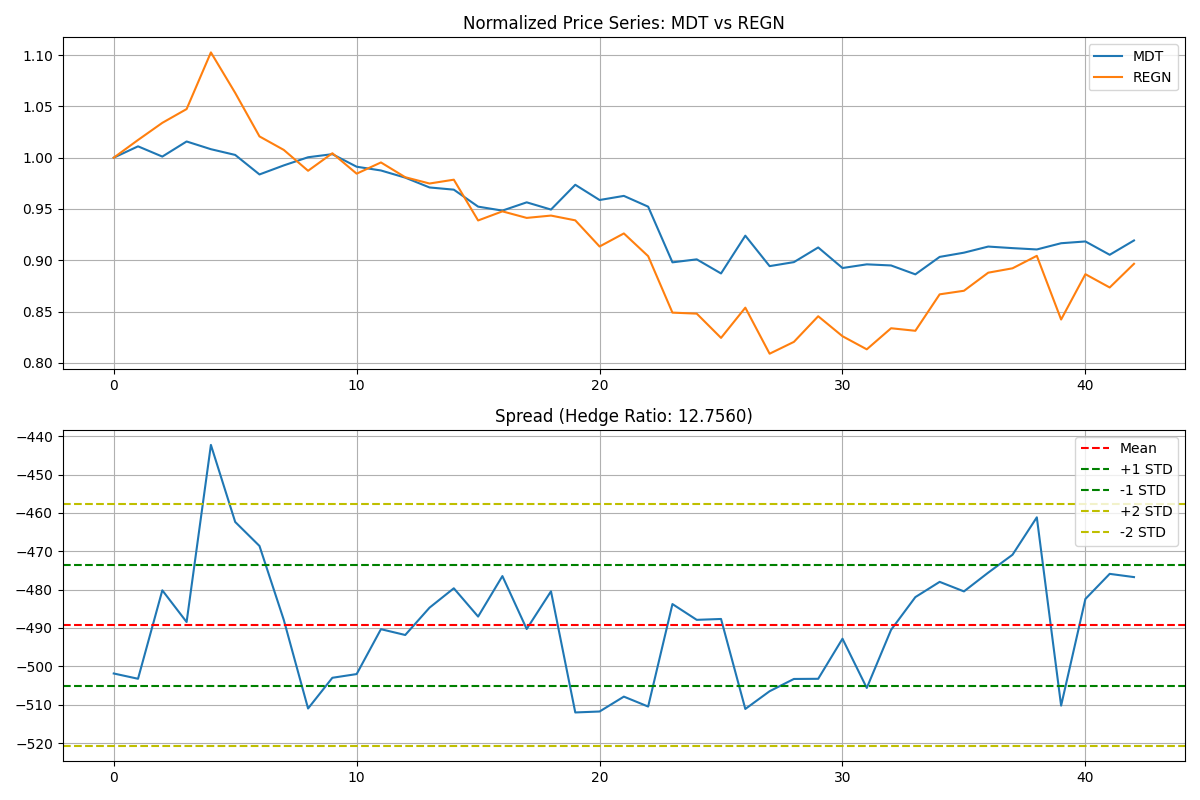 Normalized Price Series: MDT vs REGN
1.10
1.05
1.00
0.95
0.90
0.85
0.80
MDT
REGN
0 10 20 30 40
Spread (Hedge Ratio: 12.7560)
−440
−450
−460
−470
−480
−490
−500
−510
−520
Mean
+1 STD
-1 STD
+2 STD
-2 STD
0 10 20 30 40